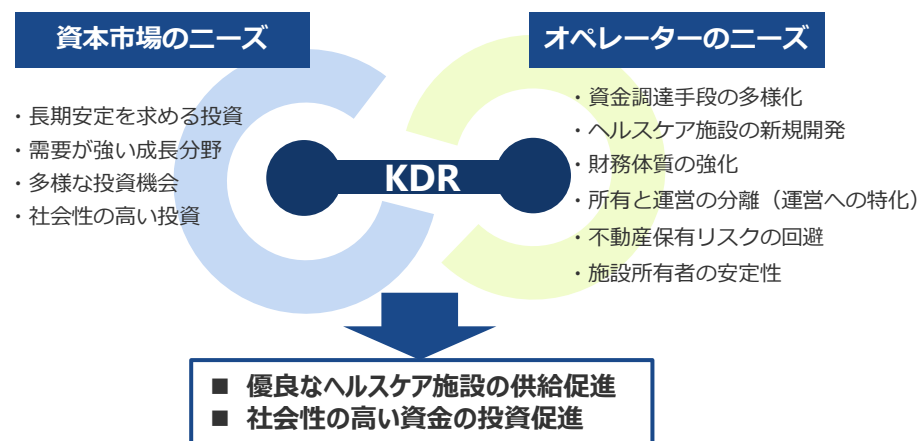 資本市場のニーズ
・長期安定を求める投資
・需要が強い成長分野
・多様な投資機会
・社会性の高い投資
KDR
オペレーターのニーズ
・資金調達手段の多様化
・ヘルスケア施設の新規開発
・財務体質の強化
・所有と運営の分離（運営への特化）
・不動産保有リスクの回避
・施設所有者の安定性
■ 優良なヘルスケア施設の供給促進
■ 社会性の高い資金の投資促進